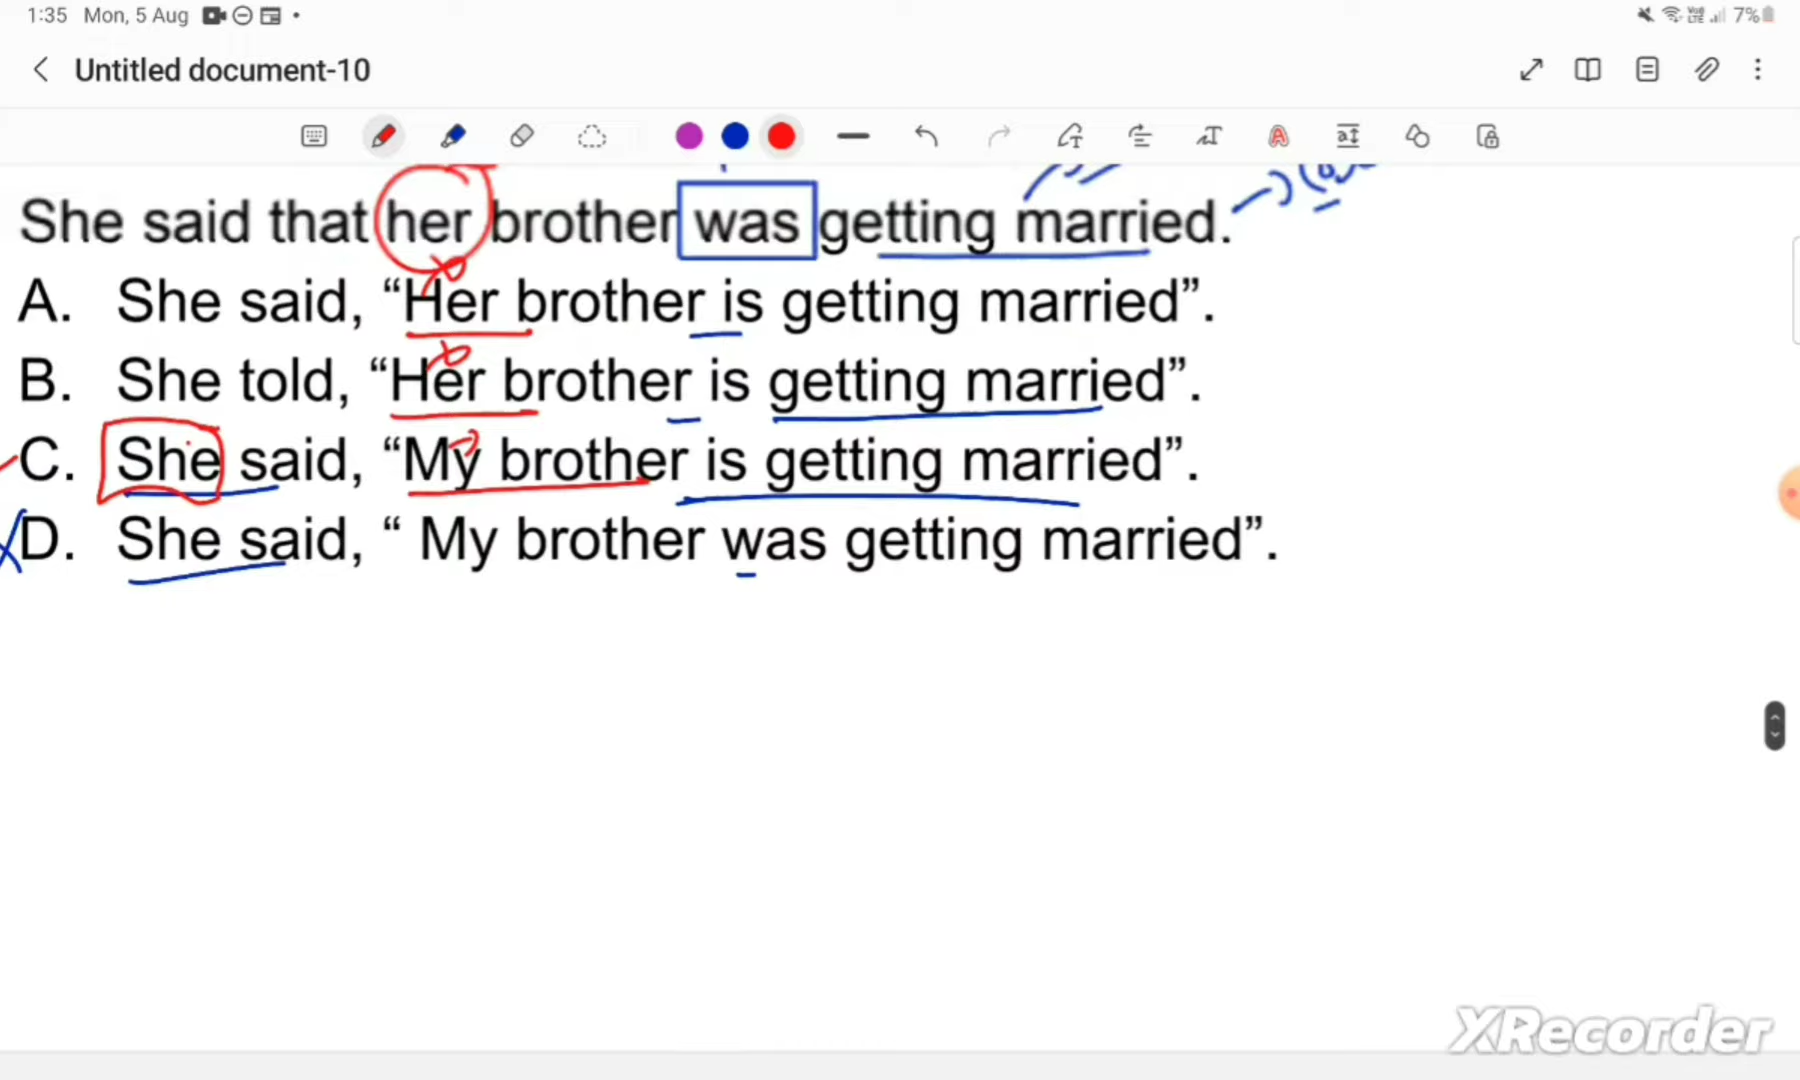 1:35 Mon, 5 Aug
7%
Untitled document-10
She said that her brother was getting married.
A. She said, “Her brother is getting married”.
B. She told, “Her brother is getting married”.
C. She said, “My brother is getting married”.
D. She said, “ My brother was getting married”.
XRecorder